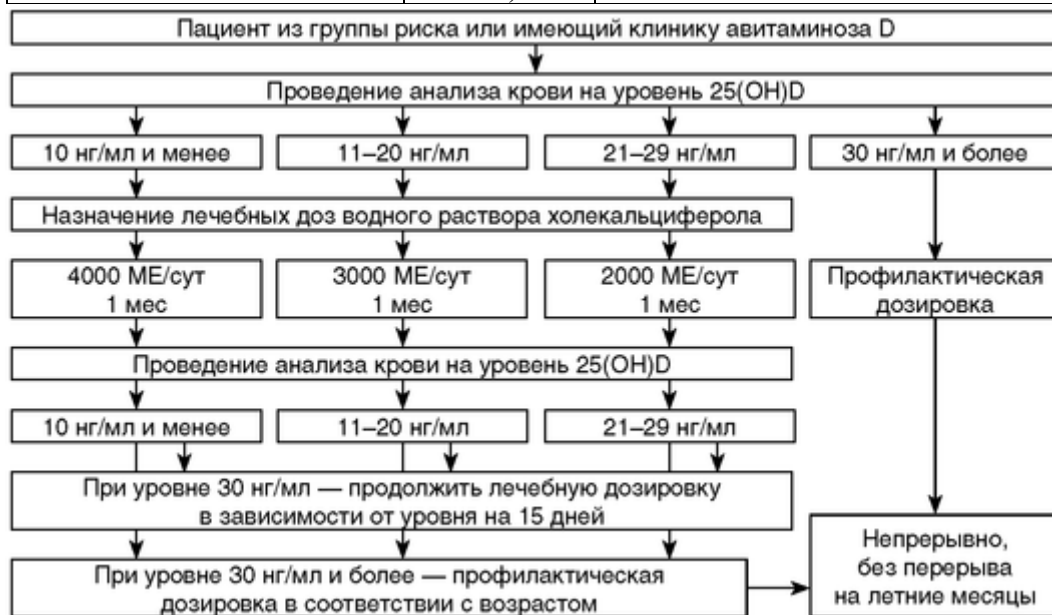 Пациент из группы риска или имеющий клинику авитаминоза D
Проведение анализа крови на уровень 25(OH)D
10 нг/мл и менее
11–20 нг/мл
21–29 нг/мл
30 нг/мл и более
Назначение лечебных доз водного раствора холекальциферола
4000 МЕ/сут
1 мес
3000 МЕ/сут
1 мес
2000 МЕ/сут
1 мес
Профилактическая
дозировка
Проведение анализа крови на уровень 25(OH)D
10 нг/мл и менее
11–20 нг/мл
21–29 нг/мл
При уровне 30 нг/мл — продолжить лечебную дозировку
в зависимости от уровня на 15 дней
При уровне 30 нг/мл и более — профилактическая
дозировка в соответствии с возрастом
Непрерывно,
без перерыва
на летние месяцы